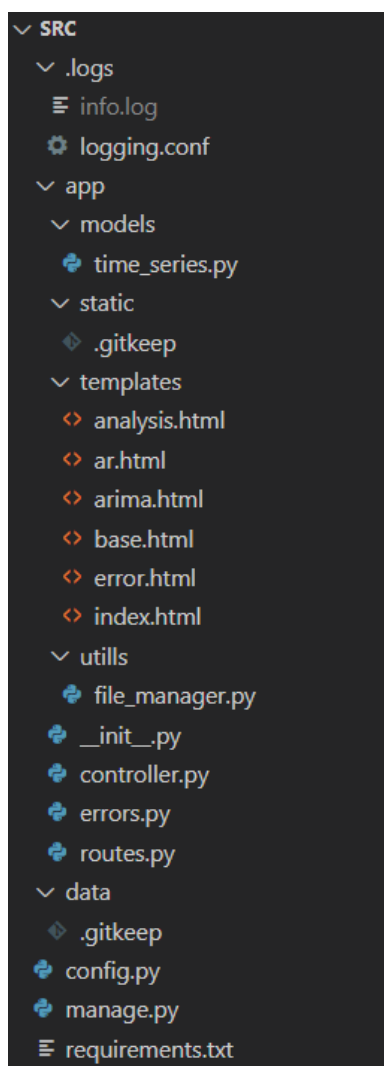 SRC
.logs
info.log
logging.conf
app
models
time_series.py
static
.gitkeep
templates
analysis.html
ar.html
arima.html
base.html
error.html
index.html
utills
file_manager.py
__init__.py
controller.py
errors.py
routes.py
data
.gitkeep
config.py
manage.py
requirements.txt